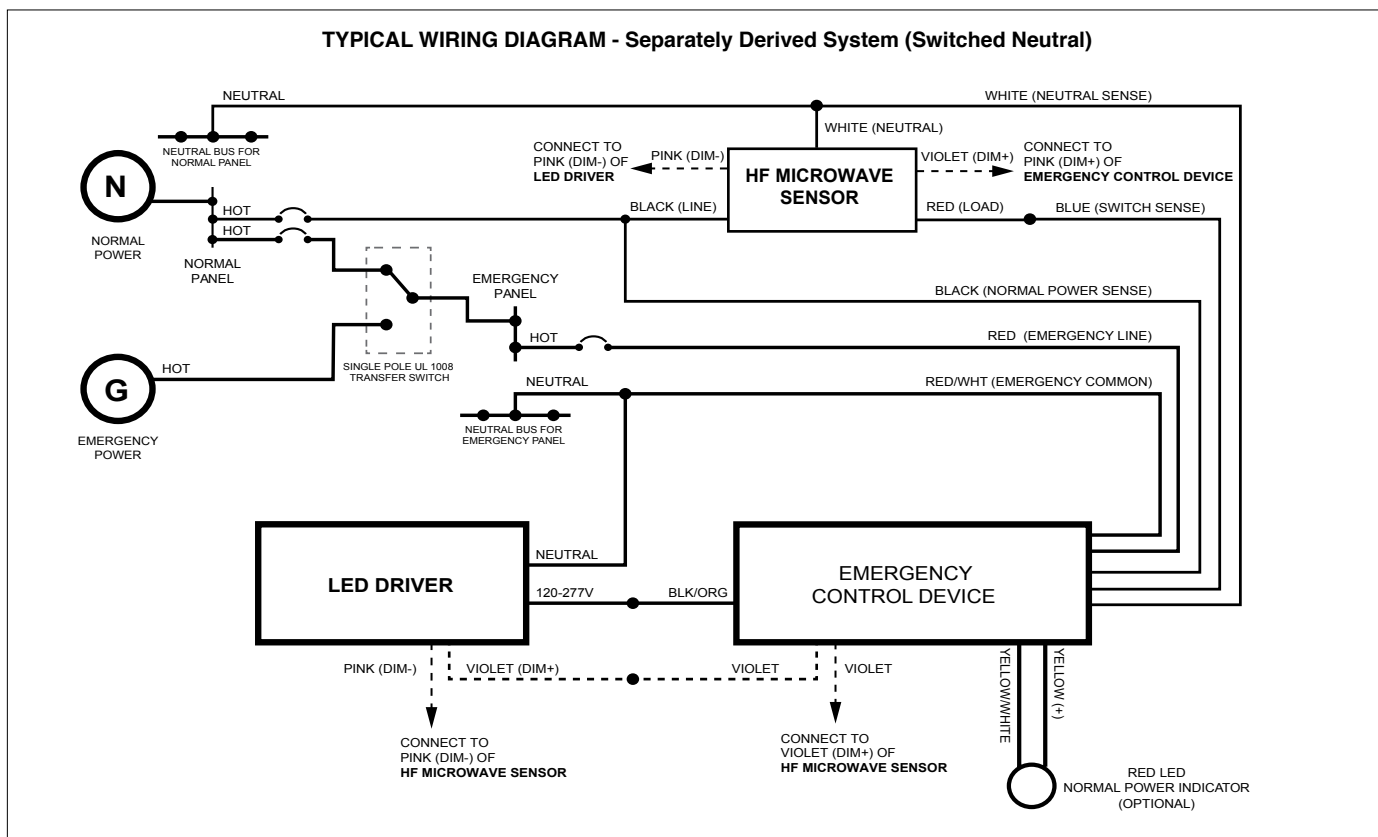 TYPICAL WIRING DIAGRAM - Separately Derived System (Switched Neutral)
NEUTRAL
WHITE (NEUTRAL SENSE)
NEUTRAL BUS FOR
NORMAL PANEL
WHITE (NEUTRAL)
CONNECT TO
PINK (DIM-) OF
LED DRIVER
PINK (DIM-)
HF MICROWAVE
SENSOR
VIOLET (DIM+)
CONNECT TO
PINK (DIM+) OF
EMERGENCY CONTROL DEVICE
N
NORMAL
POWER
HOT
HOT
NORMAL
PANEL
BLACK (LINE)
RED (LOAD)
BLUE (SWITCH SENSE)
EMERGENCY
PANEL
BLACK (NORMAL POWER SENSE)
HOT
RED (EMERGENCY LINE)
SINGLE POLE UL 1008
TRANSFER SWITCH
G
HOT
EMERGENCY
POWER
NEUTRAL
RED/WHT (EMERGENCY COMMON)
NEUTRAL BUS FOR
EMERGENCY PANEL
LED DRIVER
NEUTRAL
120-277V
BLK/ORG
EMERGENCY
CONTROL DEVICE
PINK (DIM-)
VIOLET (DIM+)
VIOLET
VIOLET
YELLOW/WHITE
YELLOW (+)
CONNECT TO
PINK (DIM-) OF
HF MICROWAVE SENSOR
CONNECT TO
VIOLET (DIM+) OF
HF MICROWAVE SENSOR
RED LED
NORMAL POWER INDICATOR
(OPTIONAL)